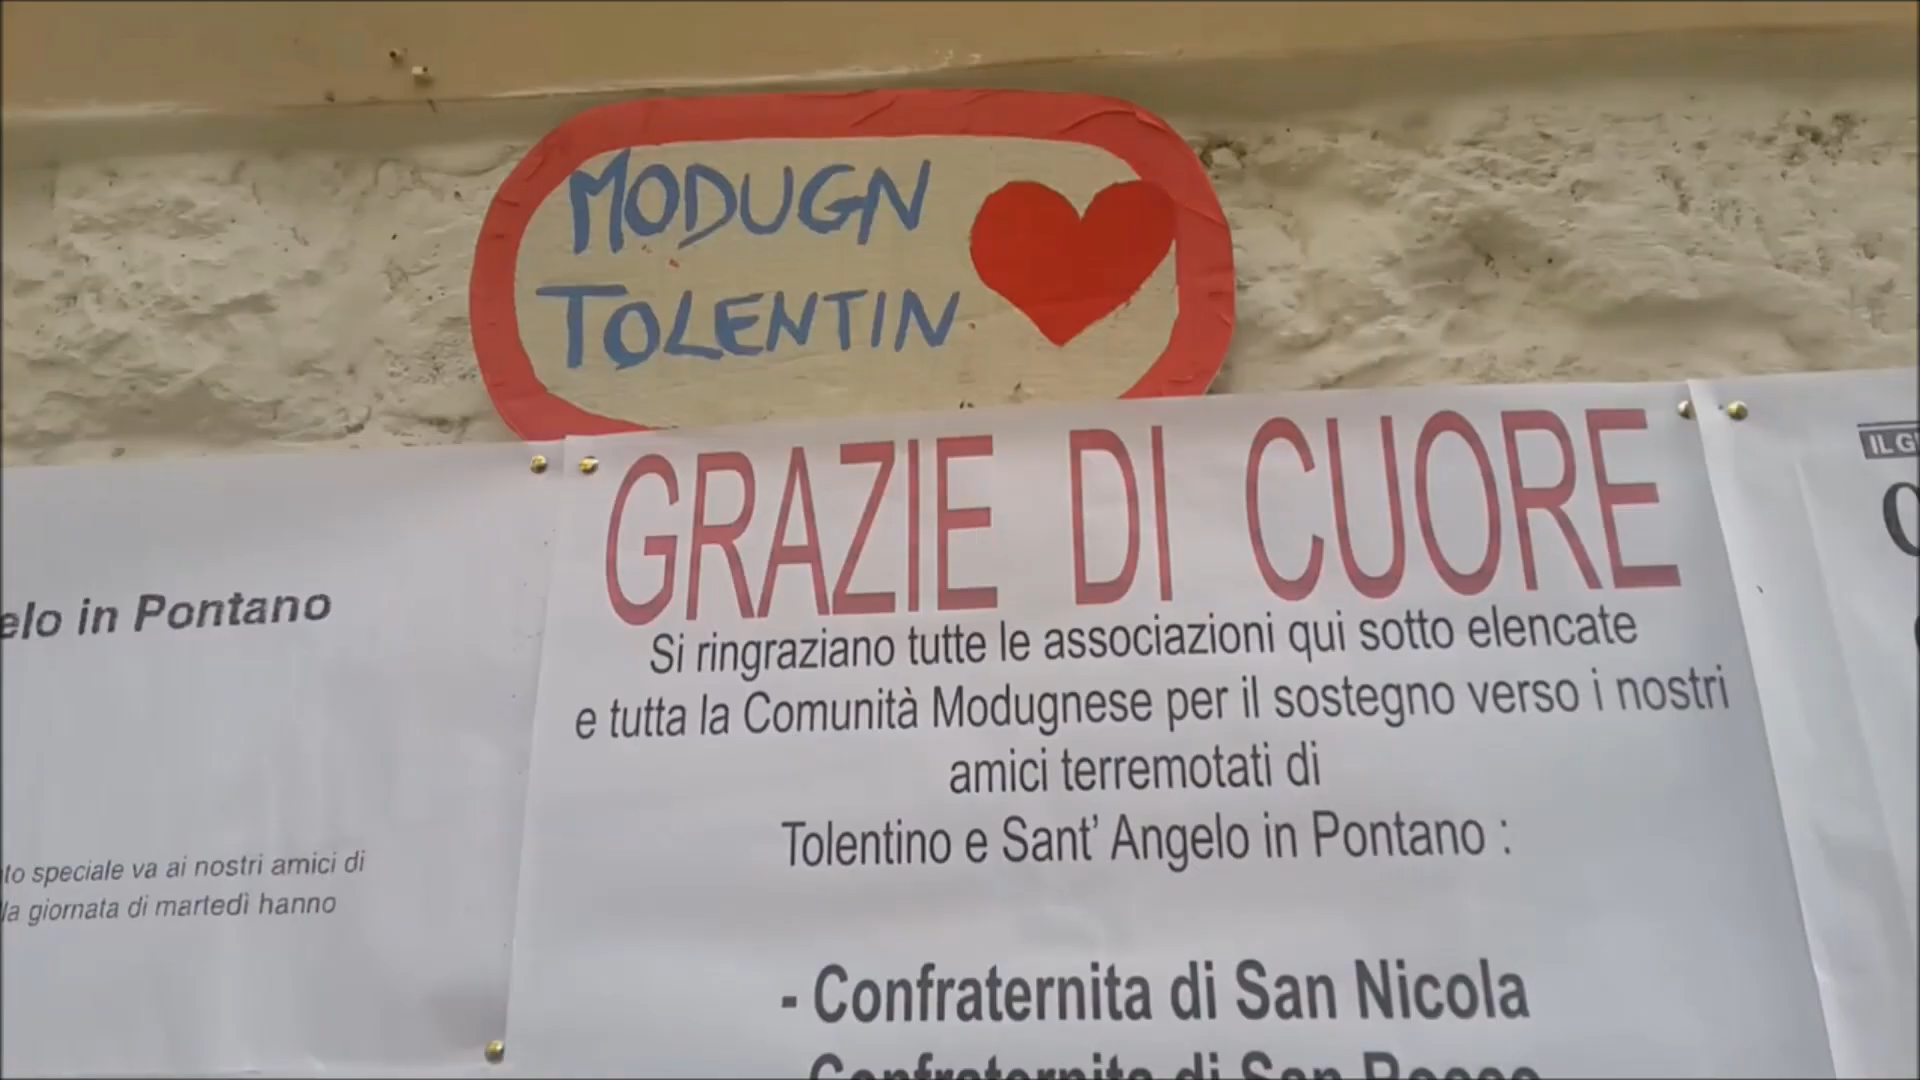 MODUGN
TOLENTIN
GRAZIE DI CUORE
Si ringraziano tutte le associazioni qui sotto elencate
e tutta la Comunità Modugnese per il sostegno verso i nostri
amici terremotati di
Tolentino e Sant' Angelo in Pontano :
- Confraternita di San Nicola
Confraternita di San Rocco
elo in Pontano
to speciale va ai nostri amici di
la giornata di martedì hanno
IL G